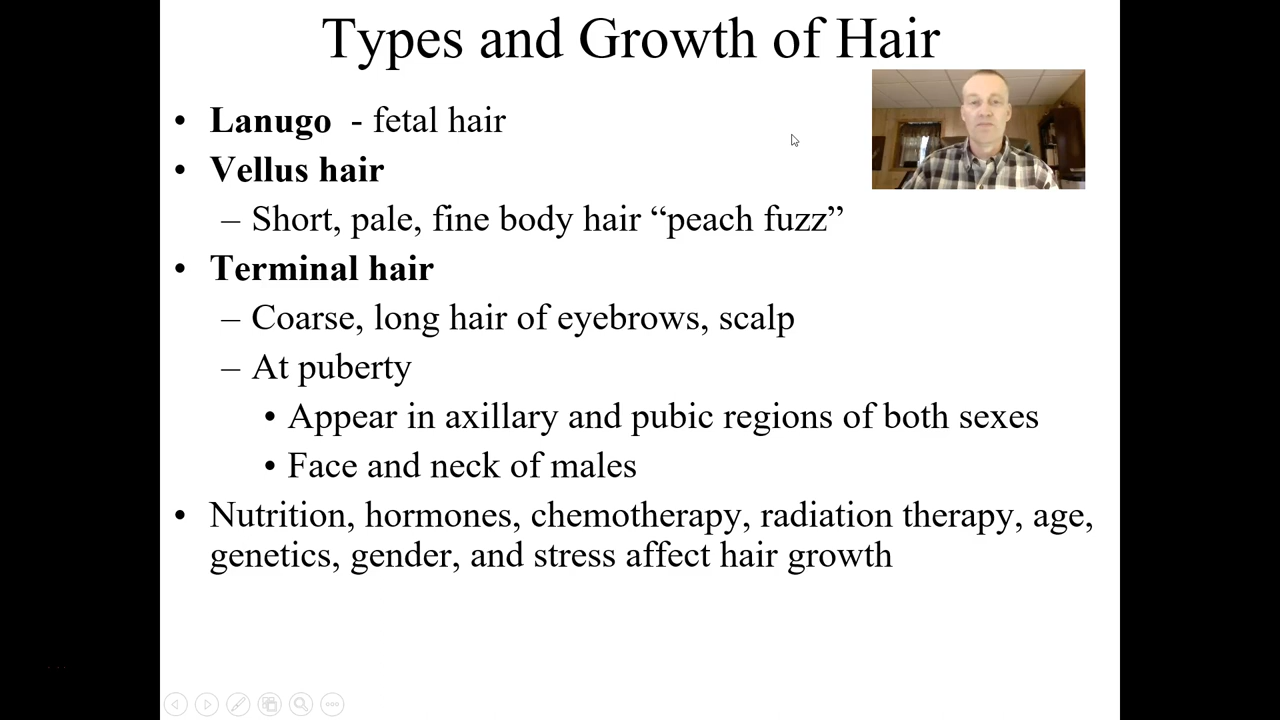 Types and Growth of Hair
• Lanugo - fetal hair
• Vellus hair
– Short, pale, fine body hair “peach fuzz”
• Terminal hair
– Coarse, long hair of eyebrows, scalp
– At puberty
• Appear in axillary and pubic regions of both sexes
• Face and neck of males
• Nutrition, hormones, chemotherapy, radiation therapy, age,
genetics, gender, and stress affect hair growth